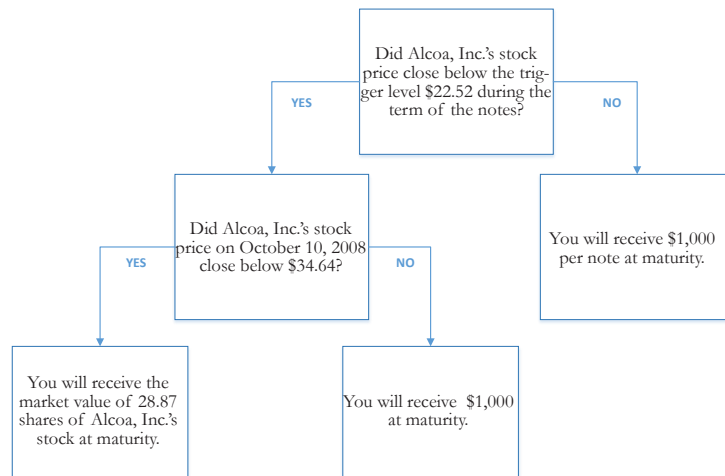 Did Alcoa, Inc.'s stock
price close below the trig-
ger level $22.52 during the
term of the notes?
YES
NO
Did Alcoa, Inc.'s stock
price on October 10, 2008
close below $34.64?
You will receive $1,000
per note at maturity.
YES
NO
You will receive the
market value of 28.87
shares of Alcoa, Inc.'s
stock at maturity.
You will receive $1,000
at maturity.